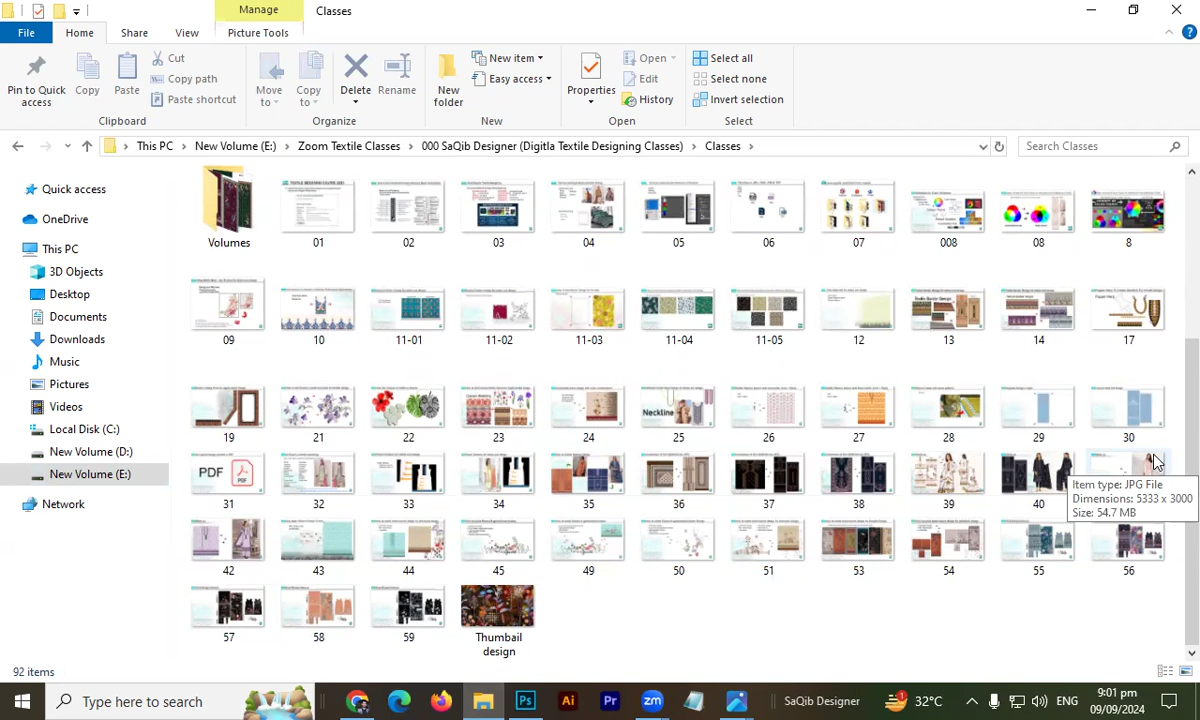 Manage
Classes
File
Home
Share
View
Picture Tools
Pin to Quick access
Copy
Paste
Cut
Copy path
Paste shortcut
Clipboard
Move to
Copy to
Delete
Rename
Organize
New folder
New item
Easy access
New
Properties
Open
Edit
History
Open
Select all
Select none
Invert selection
Select
This PC › New Volume (E:) › Zoom Textile Classes › 000 SaQib Designer (Digitla Textile Designing Classes) › Classes ›
Search Classes
Quick access
OneDrive
This PC
3D Objects
Desktop
Documents
Downloads
Music
Pictures
Videos
Local Disk (C:)
New Volume (D:)
New Volume (E:)
Network
Volumes 01 02 03 04 05 06 07 008 08 8
09 10 11-01 11-02 11-03 11-04 11-05 12 13 14 17
Neckline
19 21 22 23 24 25 26 27 28 29 30
PDF
31 32 33 34 35 36 37 38 39 40
Item type: JPG File
Dimensions: 5333 x 3000
Size: 54.7 MB
42 43 44 45 49 50 51 53 54 55 56
57 58 59 Thumbail design
92 items
Type here to search
Ps
Ai
Pr
zm
SaQib Designer
1
32°C
ENG
9:01 pm
09/09/2024